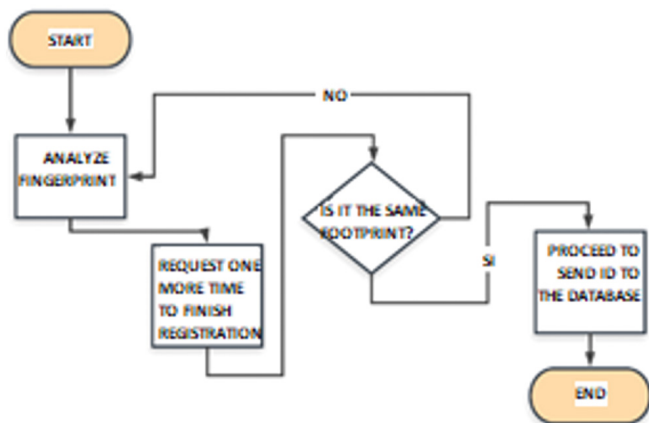 START
NO
ANALYZE
FINGERPRINT
IS IT THE SAME
FOOTPRINT?
REQUEST ONE
MORE TIME
TO FINISH
REGISTRATION
SI
PROCEED TO
SEND ID TO
THE DATABASE
END